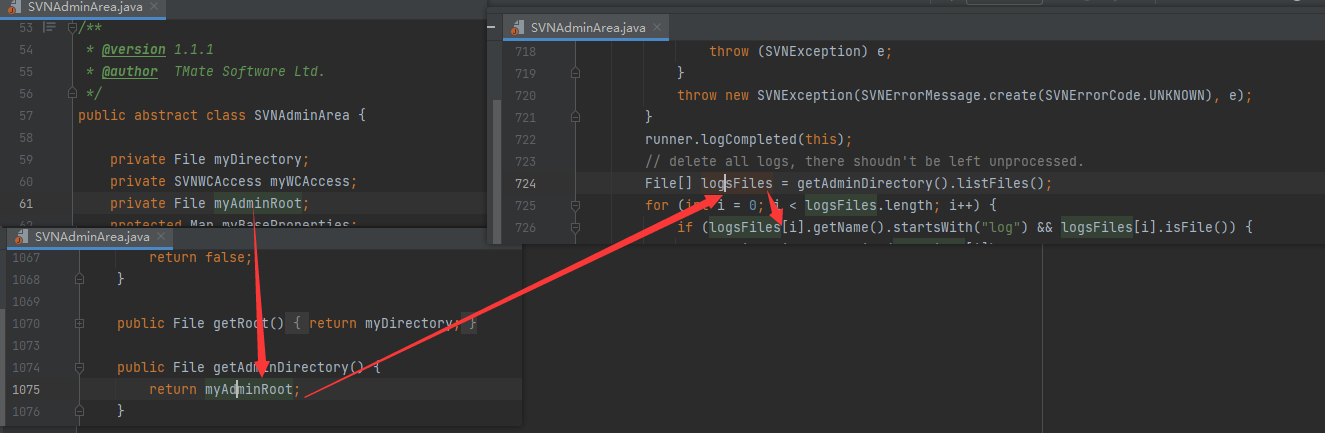 SVNAdminArea.java
53 /**
54 * @version 1.1.1
55 * @author TMate Software Ltd.
56 */
57 public abstract class SVNAdminArea {
58
59 private File myDirectory;
60 private SVNWCAccess myWCAccess;
61 private File myAdminRoot;
SVNAdminArea.java
1067 return false;
1068 }
1069
1070 public File getRoot() { return myDirectory; }
1073
1074 public File getAdminDirectory() {
1075 return myAdminRoot;
1076 }
SVNAdminArea.java
718 throw (SVNException) e;
719 }
720 throw new SVNException(SVNErrorMessage.create(SVNErrorCode.UNKNOWN), e);
721 }
722 runner.logCompleted(this);
723 // delete all logs, there shoudn't be left unprocessed.
724 File[] logsFiles = getAdminDirectory().listFiles();
725 for (int i = 0; i < logsFiles.length; i++) {
726 if (logsFiles[i].getName().startsWith("log") && logsFiles[i].isFile()) {